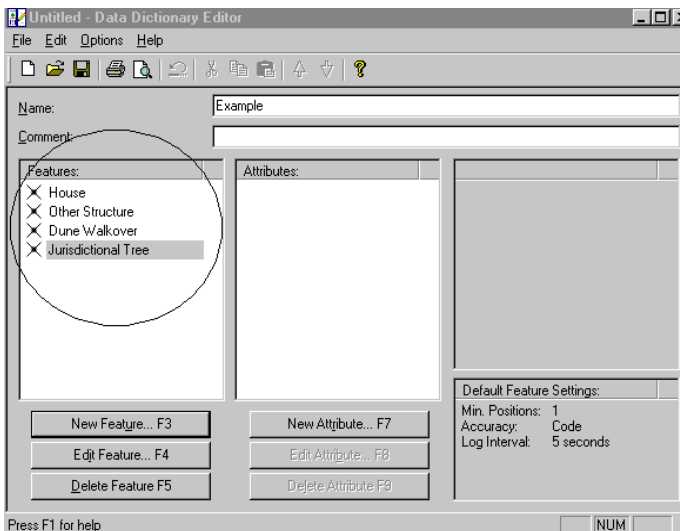 Untitled - Data Dictionary Editor
File Edit Options Help
Name:
Example
Comment:
Features:
House
Other Structure
Dune Walkover
Jurisdictional Tree
Attributes:
Default Feature Settings:
Min. Positions: 1
Accuracy: Code
Log Interval: 5 seconds
New Feature... F3
New Attribute... F7
Edit Feature... F4
Edit Attribute... F8
Delete Feature F5
Delete Attribute F9
Press F1 for help
NUM